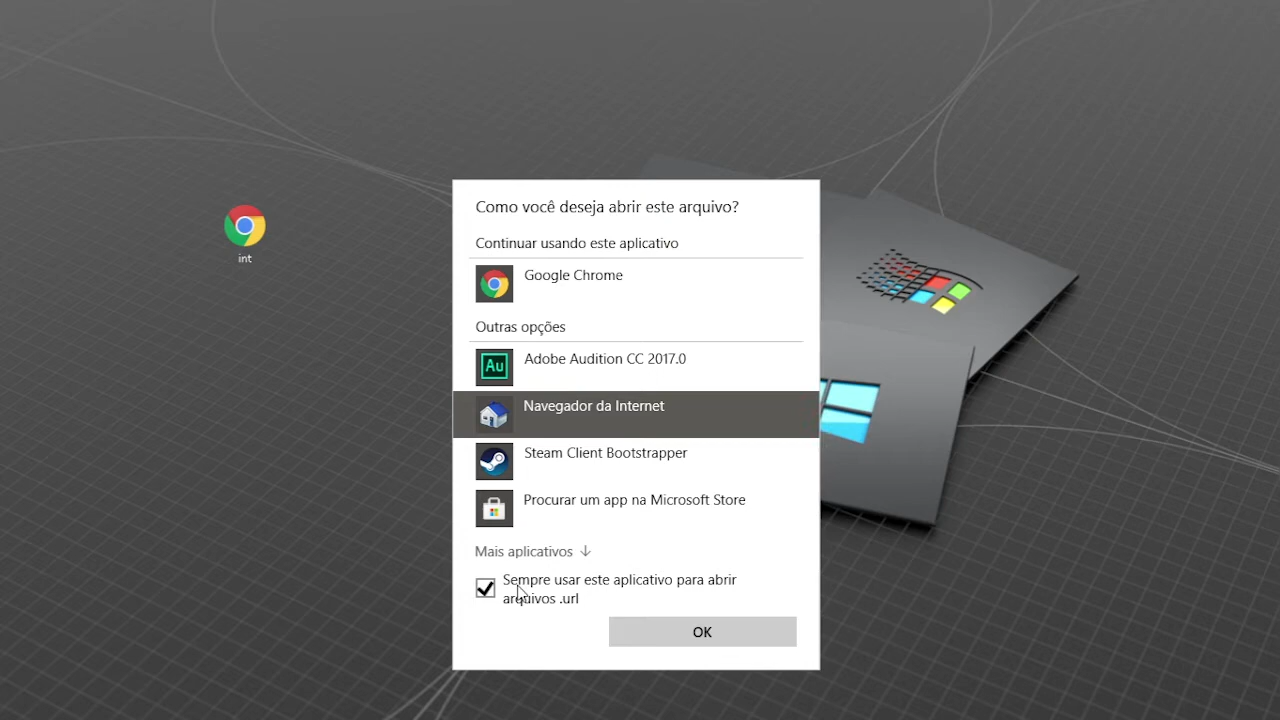 int
Como você deseja abrir este arquivo?
Continuar usando este aplicativo
Google Chrome
Outras opções
Au
Adobe Audition CC 2017.0
Navegador da Internet
Steam Client Bootstrapper
Procurar um app na Microsoft Store
Mais aplicativos ↓
Sempre usar este aplicativo para abrir
arquivos .url
OK